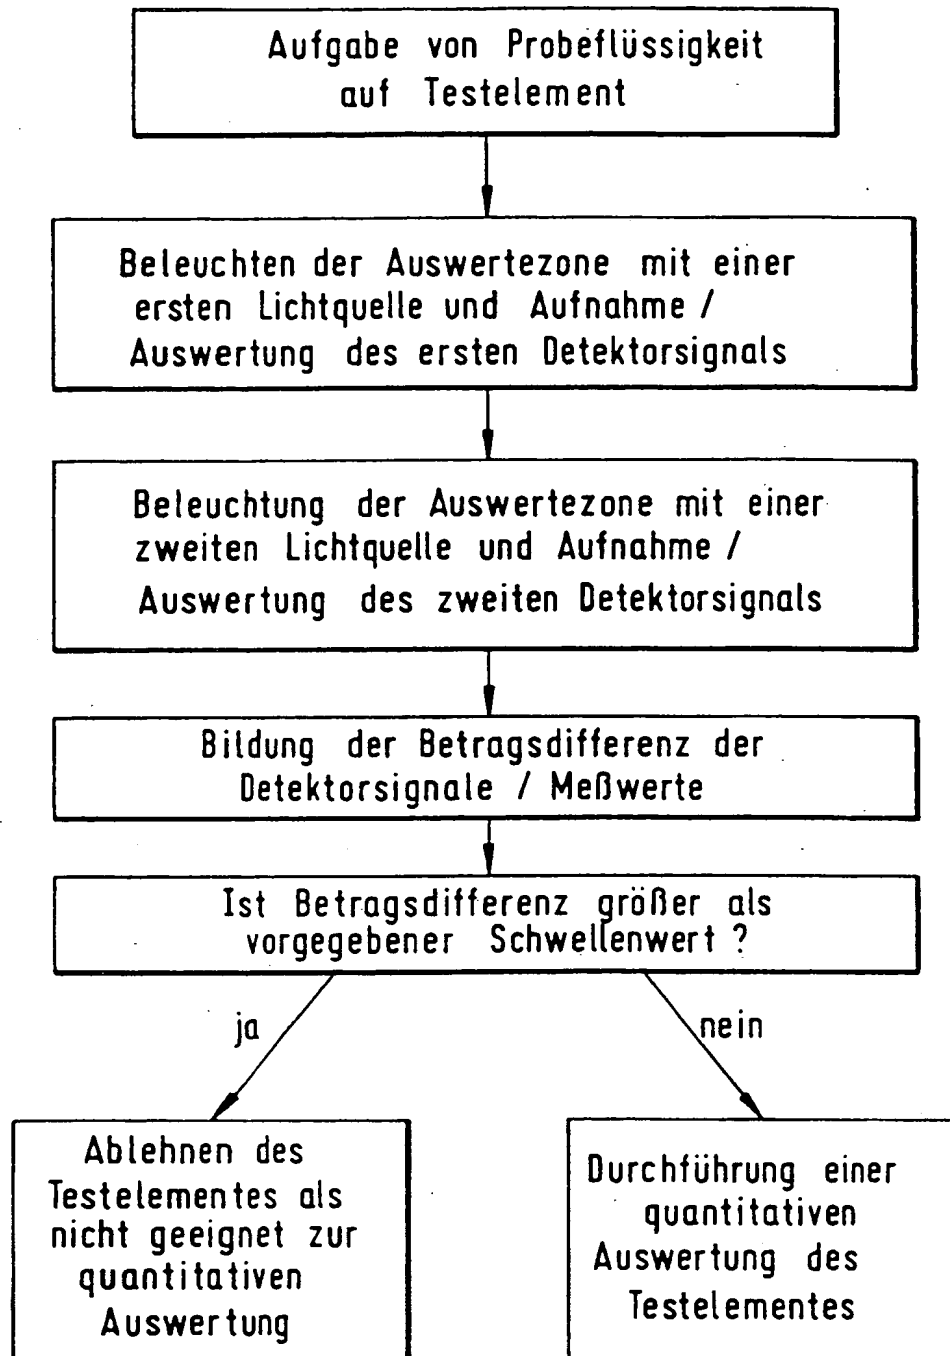 Aufgabe von Probeflüssigkeit
auf Testelement
Beleuchten der Auswertezone mit einer
ersten Lichtquelle und Aufnahme /
Auswertung des ersten Detektorsignals
Beleuchtung der Auswertezone mit einer
zweiten Lichtquelle und Aufnahme /
Auswertung des zweiten Detektorsignals
Bildung der Betragsdifferenz der
Detektorsignale / Meßwerte
Ist Betragsdifferenz größer als
vorgegebener Schwellenwert ?
ja
nein
Ablehnen des
Testelementes als
nicht geeignet zur
quantitativen
Auswertung
Durchführung einer
quantitativen
Auswertung des
Testelementes